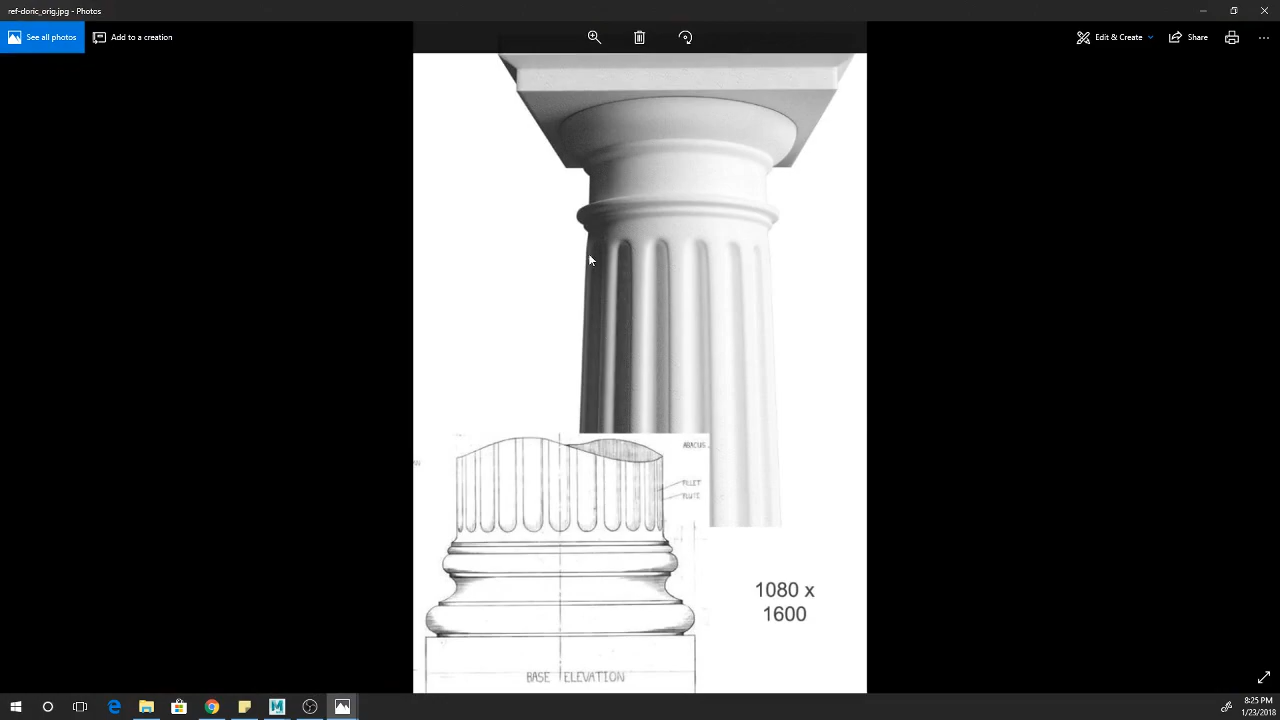 ref-doric_orig.jpg - Photos
See all photos
Add to a creation
Edit & Create
Share
ABACUS
AN
FILLET
FLUTE
1080 x
1600
BASE ELEVATION
8:25 PM
1/23/2018